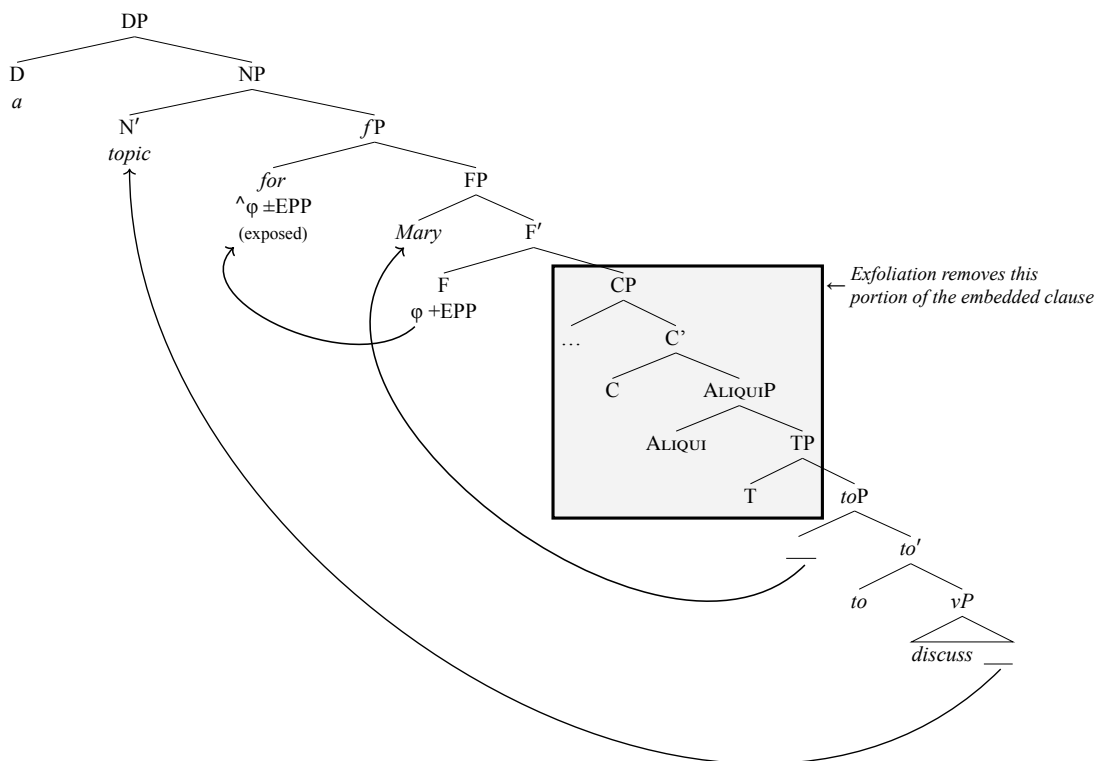 DP
D
NP
a
N′
fP
topic
for
FP
^φ ±EPP
(exposed)
Mary
F′
F
CP
← Exfoliation removes this
portion of the embedded clause
φ +EPP
…
C’
C
ALIQUIP
ALIQUI
TP
T
toP
to′
to
vP
discuss